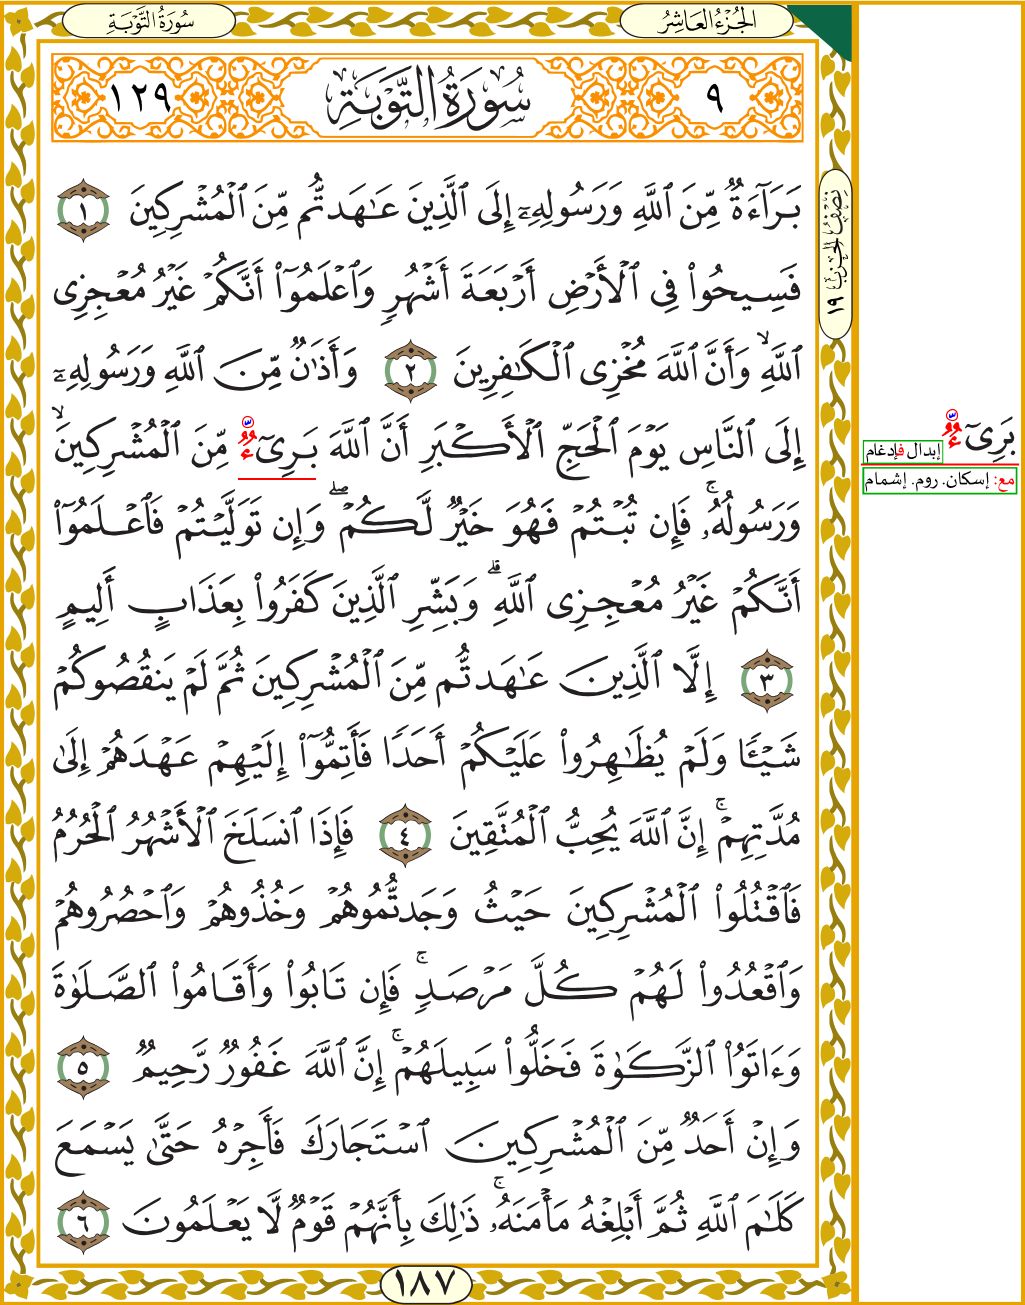 الجُزْءُ العَاشِرُ
سُورَةُ التَّوْبَةِ
٩
سُورَةُ التَّوْبَةِ
١٢٩
بَرَآءَةٌ مِّنَ ٱللَّهِ وَرَسُولِهِۦٓ إِلَى ٱلَّذِينَ عَـٰهَدتُّم مِّنَ ٱلْمُشْرِكِينَ ١
فَسِيحُوا۟ فِى ٱلْأَرْضِ أَرْبَعَةَ أَشْهُرٍ وَٱعْلَمُوٓا۟ أَنَّكُمْ غَيْرُ مُعْجِزِى
ٱللَّهِ ۙ وَأَنَّ ٱللَّهَ مُخْزِى ٱلْكَـٰفِرِينَ ٢ وَأَذَٰنٌ مِّنَ ٱللَّهِ وَرَسُولِهِۦٓ
إِلَى ٱلنَّاسِ يَوْمَ ٱلْحَجِّ ٱلْأَكْبَرِ أَنَّ ٱللَّهَ بَرِىٓءٌ مِّنَ ٱلْمُشْرِكِينَ ۙ
وَرَسُولُهُۥ ۚ فَإِن تُبْتُمْ فَهُوَ خَيْرٌ لَّكُمْ ۖ وَإِن تَوَلَّيْتُمْ فَٱعْلَمُوٓا۟
أَنَّكُمْ غَيْرُ مُعْجِزِى ٱللَّهِ ۗ وَبَشِّرِ ٱلَّذِينَ كَفَرُوا۟ بِعَذَابٍ أَلِيمٍ
٣ إِلَّا ٱلَّذِينَ عَـٰهَدتُّم مِّنَ ٱلْمُشْرِكِينَ ثُمَّ لَمْ يَنقُصُوكُمْ
شَيْـًٔا وَلَمْ يُظَـٰهِرُوا۟ عَلَيْكُمْ أَحَدًا فَأَتِمُّوٓا۟ إِلَيْهِمْ عَهْدَهُمْ إِلَىٰ
مُدَّتِهِمْ ۚ إِنَّ ٱللَّهَ يُحِبُّ ٱلْمُتَّقِينَ ٤ فَإِذَا ٱنسَلَخَ ٱلْأَشْهُرُ ٱلْحُرُمُ
فَٱقْتُلُوا۟ ٱلْمُشْرِكِينَ حَيْثُ وَجَدتُّمُوهُمْ وَخُذُوهُمْ وَٱحْصُرُوهُمْ
وَٱقْعُدُوا۟ لَهُمْ كُلَّ مَرْصَدٍ ۚ فَإِن تَابُوا۟ وَأَقَامُوا۟ ٱلصَّلَوٰةَ
وَءَاتَوُا۟ ٱلزَّكَوٰةَ فَخَلُّوا۟ سَبِيلَهُمْ ۚ إِنَّ ٱللَّهَ غَفُورٌ رَّحِيمٌ ٥
وَإِنْ أَحَدٌ مِّنَ ٱلْمُشْرِكِينَ ٱسْتَجَارَكَ فَأَجِرْهُ حَتَّىٰ يَسْمَعَ
كَلَـٰمَ ٱللَّهِ ثُمَّ أَبْلِغْهُ مَأْمَنَهُۥ ۚ ذَٰلِكَ بِأَنَّهُمْ قَوْمٌ لَّا يَعْلَمُونَ ٦
١٨٧
نِصْفُ الحِزْبِ ١٩
بَرِىٓءٌ
إبدال فإدغام
مع: إسكان. روم. إشمام